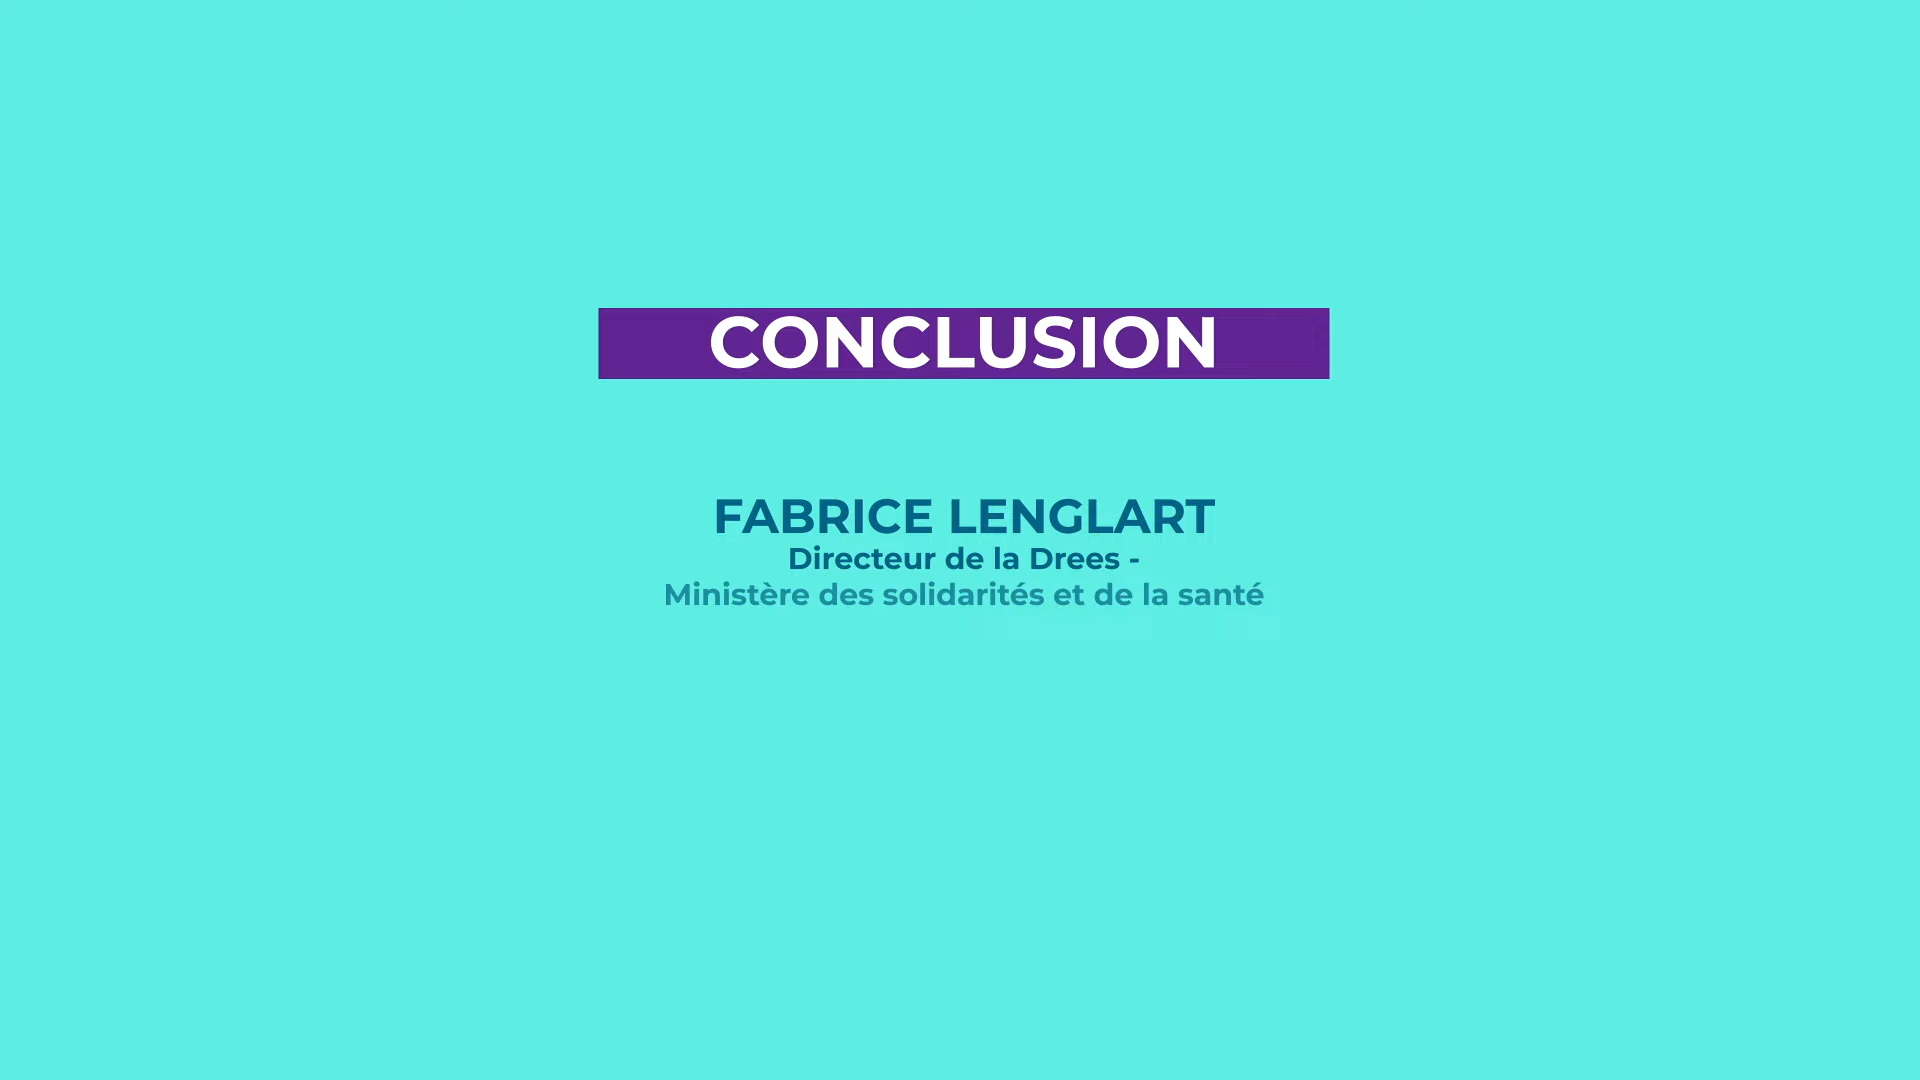 CONCLUSION
FABRICE LENGLART
Directeur de la Drees -
Ministère des solidarités et de la santé